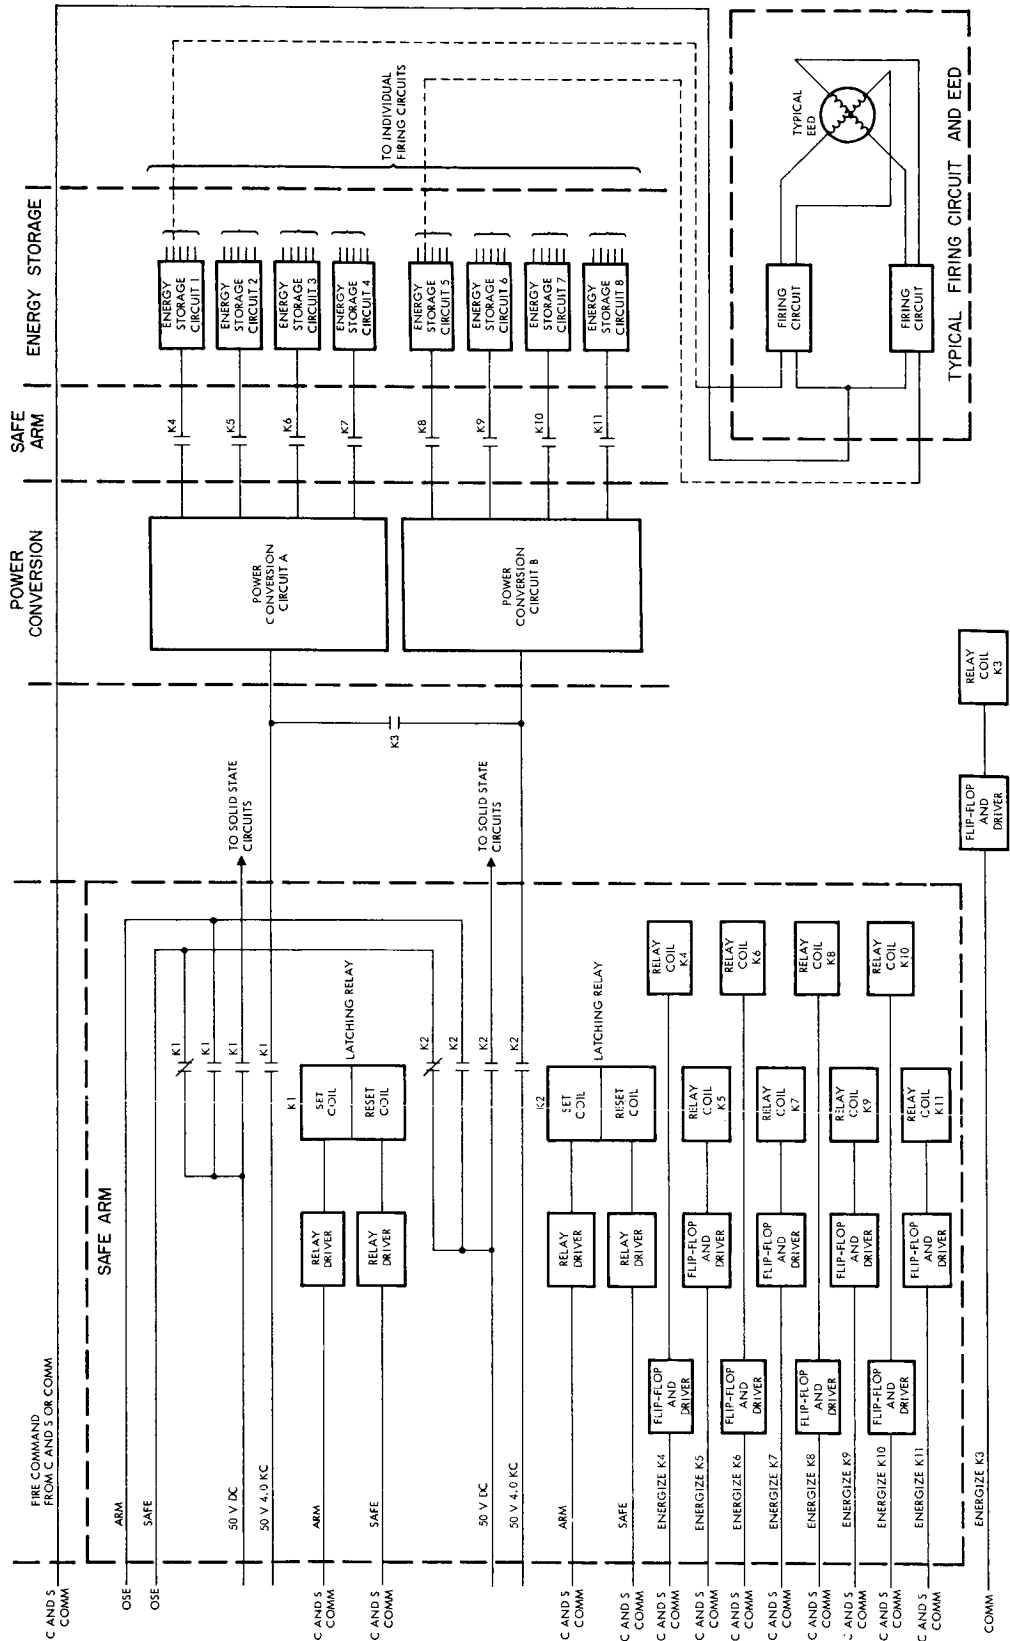 ENERGY STORAGE
SAFE
ARM
POWER
CONVERSION
TO INDIVIDUAL
FIRING CIRCUITS
ENERGY
STORAGE
CIRCUIT 1
ENERGY
STORAGE
CIRCUIT 2
ENERGY
STORAGE
CIRCUIT 3
ENERGY
STORAGE
CIRCUIT 4
ENERGY
STORAGE
CIRCUIT 5
ENERGY
STORAGE
CIRCUIT 6
ENERGY
STORAGE
CIRCUIT 7
ENERGY
STORAGE
CIRCUIT 8
K4
K5
K6
K7
K8
K9
K10
K11
POWER
CONVERSION
CIRCUIT A
POWER
CONVERSION
CIRCUIT B
K3
TYPICAL
EED
FIRING
CIRCUIT
FIRING
CIRCUIT
TYPICAL FIRING CIRCUIT AND EED
RELAY
COIL
K3
FLIP-FLOP
AND
DRIVER
TO SOLID STATE
CIRCUITS
TO SOLID STATE
CIRCUITS
SAFE ARM
K1
K1
K1
K1
K1
SET
COIL
RESET
COIL
LATCHING RELAY
RELAY
DRIVER
RELAY
DRIVER
K2
K2
K2
K2
K2
SET
COIL
RESET
COIL
LATCHING RELAY
RELAY
DRIVER
RELAY
DRIVER
RELAY
COIL
K4
RELAY
COIL
K6
RELAY
COIL
K8
RELAY
COIL
K10
RELAY
COIL
K5
RELAY
COIL
K7
RELAY
COIL
K9
RELAY
COIL
K11
FLIP-FLOP
AND
DRIVER
FLIP-FLOP
AND
DRIVER
FLIP-FLOP
AND
DRIVER
FLIP-FLOP
AND
DRIVER
FLIP-FLOP
AND
DRIVER
FLIP-FLOP
AND
DRIVER
FLIP-FLOP
AND
DRIVER
FLIP-FLOP
AND
DRIVER
FIRE COMMAND
FROM C AND S OR COMM
ARM
SAFE
50 V DC
50 V 4.0 KC
ARM
SAFE
50 V DC
50 V 4.0 KC
ARM
SAFE
ENERGIZE K4
ENERGIZE K5
ENERGIZE K6
ENERGIZE K7
ENERGIZE K8
ENERGIZE K9
ENERGIZE K10
ENERGIZE K11
ENERGIZE K3
C AND S
COMM
OSE
OSE
C AND S
COMM
C AND S
COMM
C AND S
COMM
C AND S
COMM
C AND S
COMM
C AND S
COMM
C AND S
COMM
C AND S
COMM
C AND S
COMM
C AND S
COMM
C AND S
COMM
C AND S
COMM
COMM